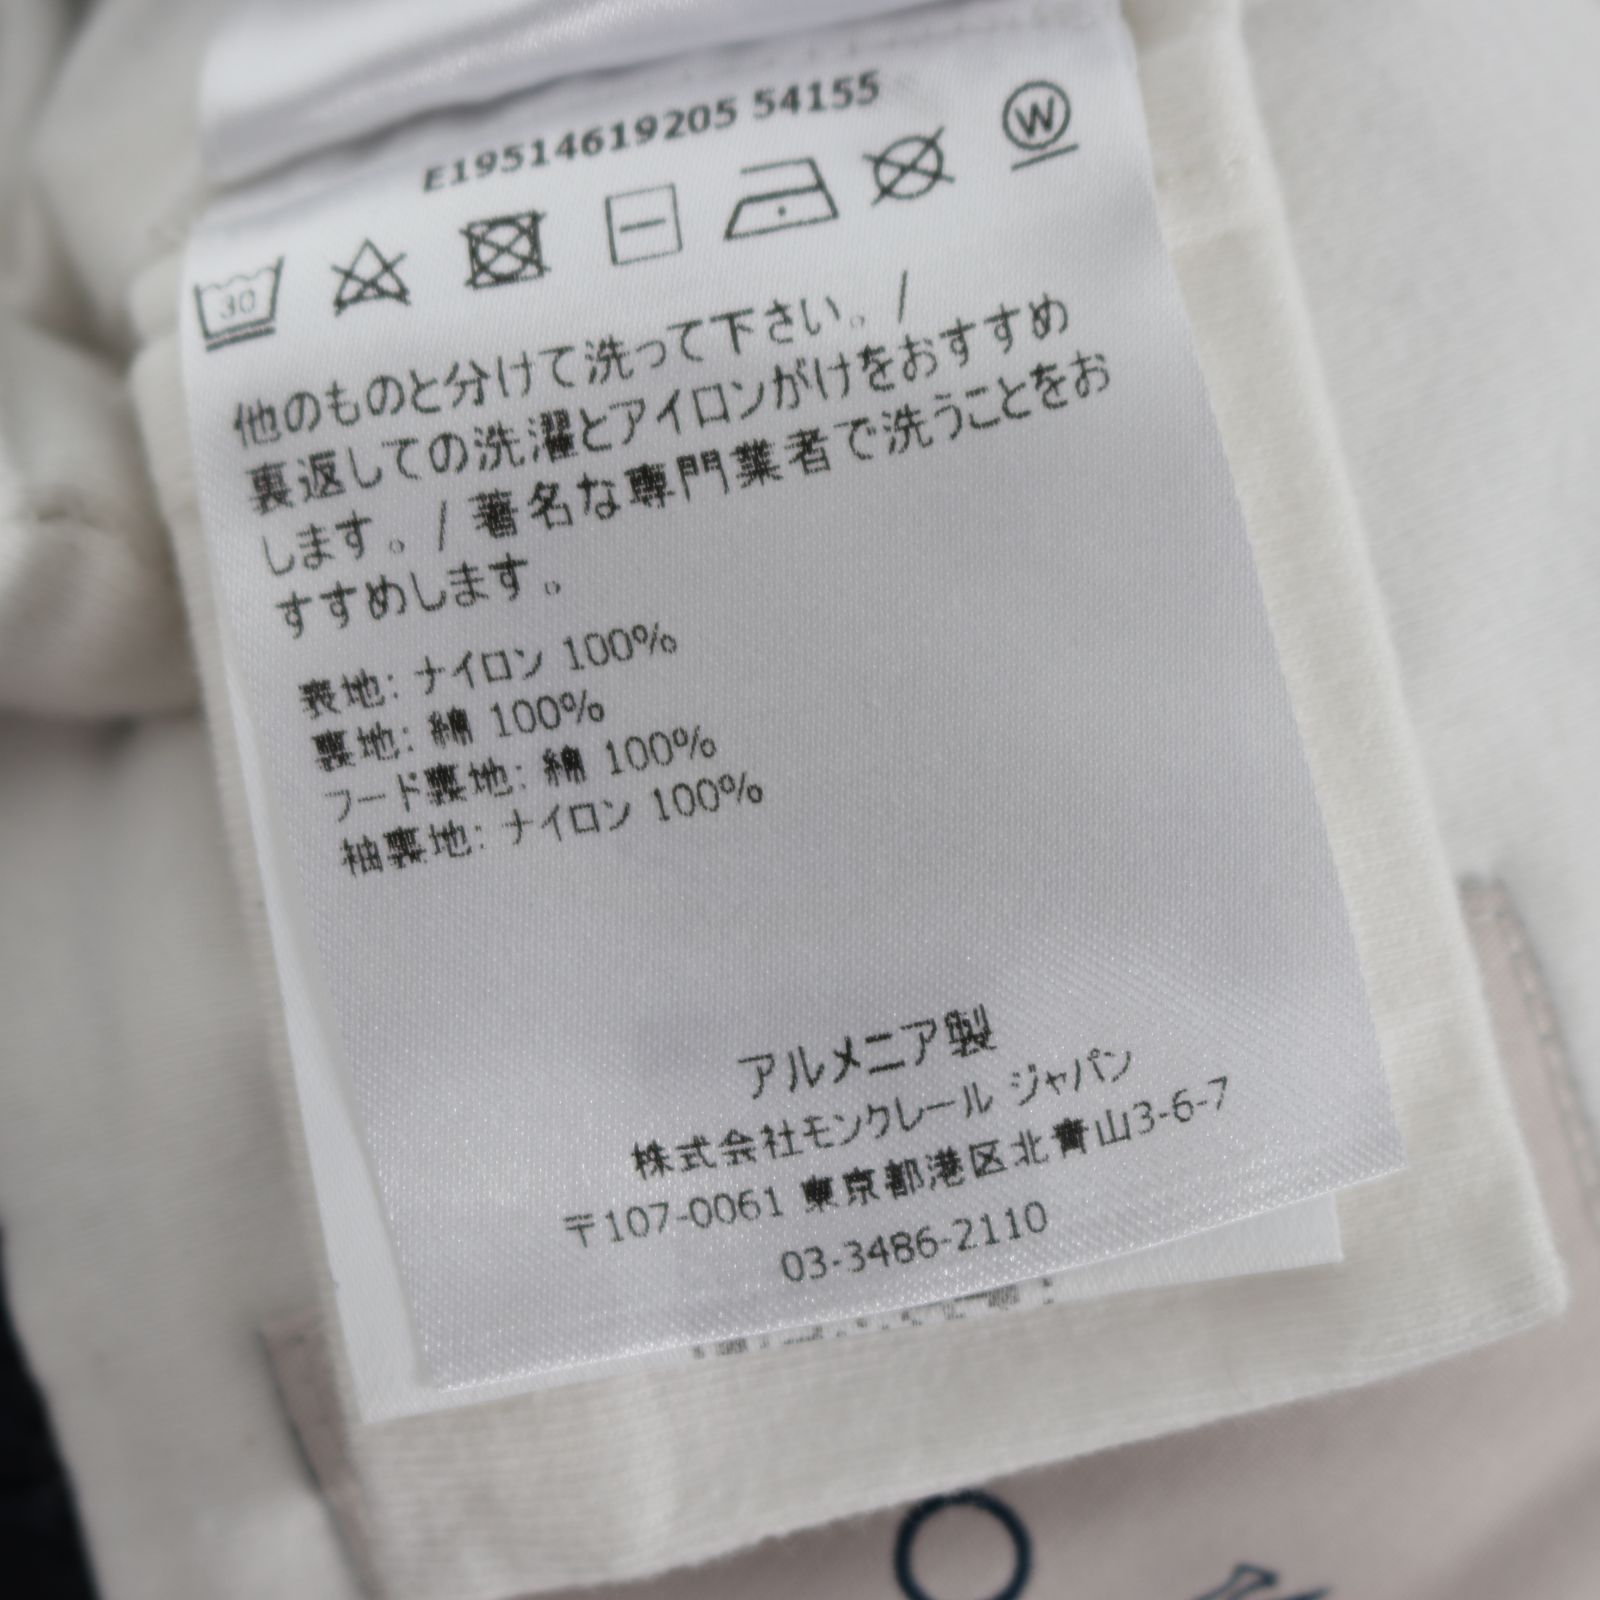 E19514619205 54155
30
W
他のものと分けて洗って下さい。/
裏返しての洗濯とアイロンがけをおすすめ
します。/ 著名な専門業者で洗うことをお
すすめします。
表地: ナイロン 100%
裏地: 綿 100%
フード裏地: 綿 100%
袖裏地: ナイロン 100%
アルメニア製
株式会社モンクレール ジャパン
〒107-0061 東京都港区北青山3-6-7
03-3486-2110